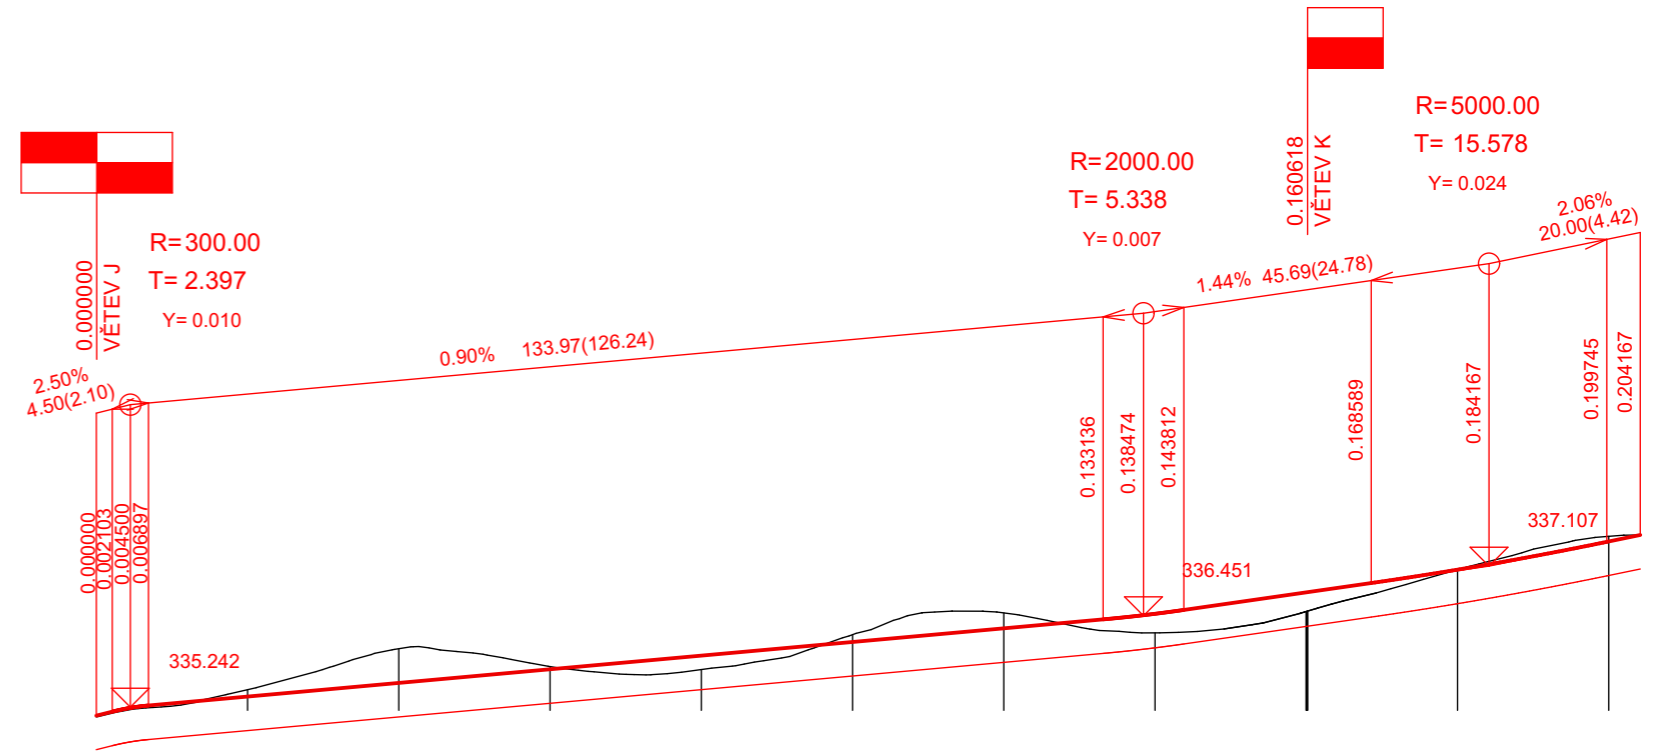 R=5000.00
T= 15.578
Y= 0.024
0.160618
VĚTEV K
R=2000.00
T= 5.338
Y= 0.007
2.06%
20.00(4.42)
R=300.00
T= 2.397
Y= 0.010
0.000000
VĚTEV J
1.44% 45.69(24.78)
0.90% 133.97(126.24)
2.50%
4.50(2.10)
0.000000
0.002103
0.004500
0.006897
0.133136
0.138474
0.143812
0.168589
0.184167
0.199745
0.204167
337.107
336.451
335.242